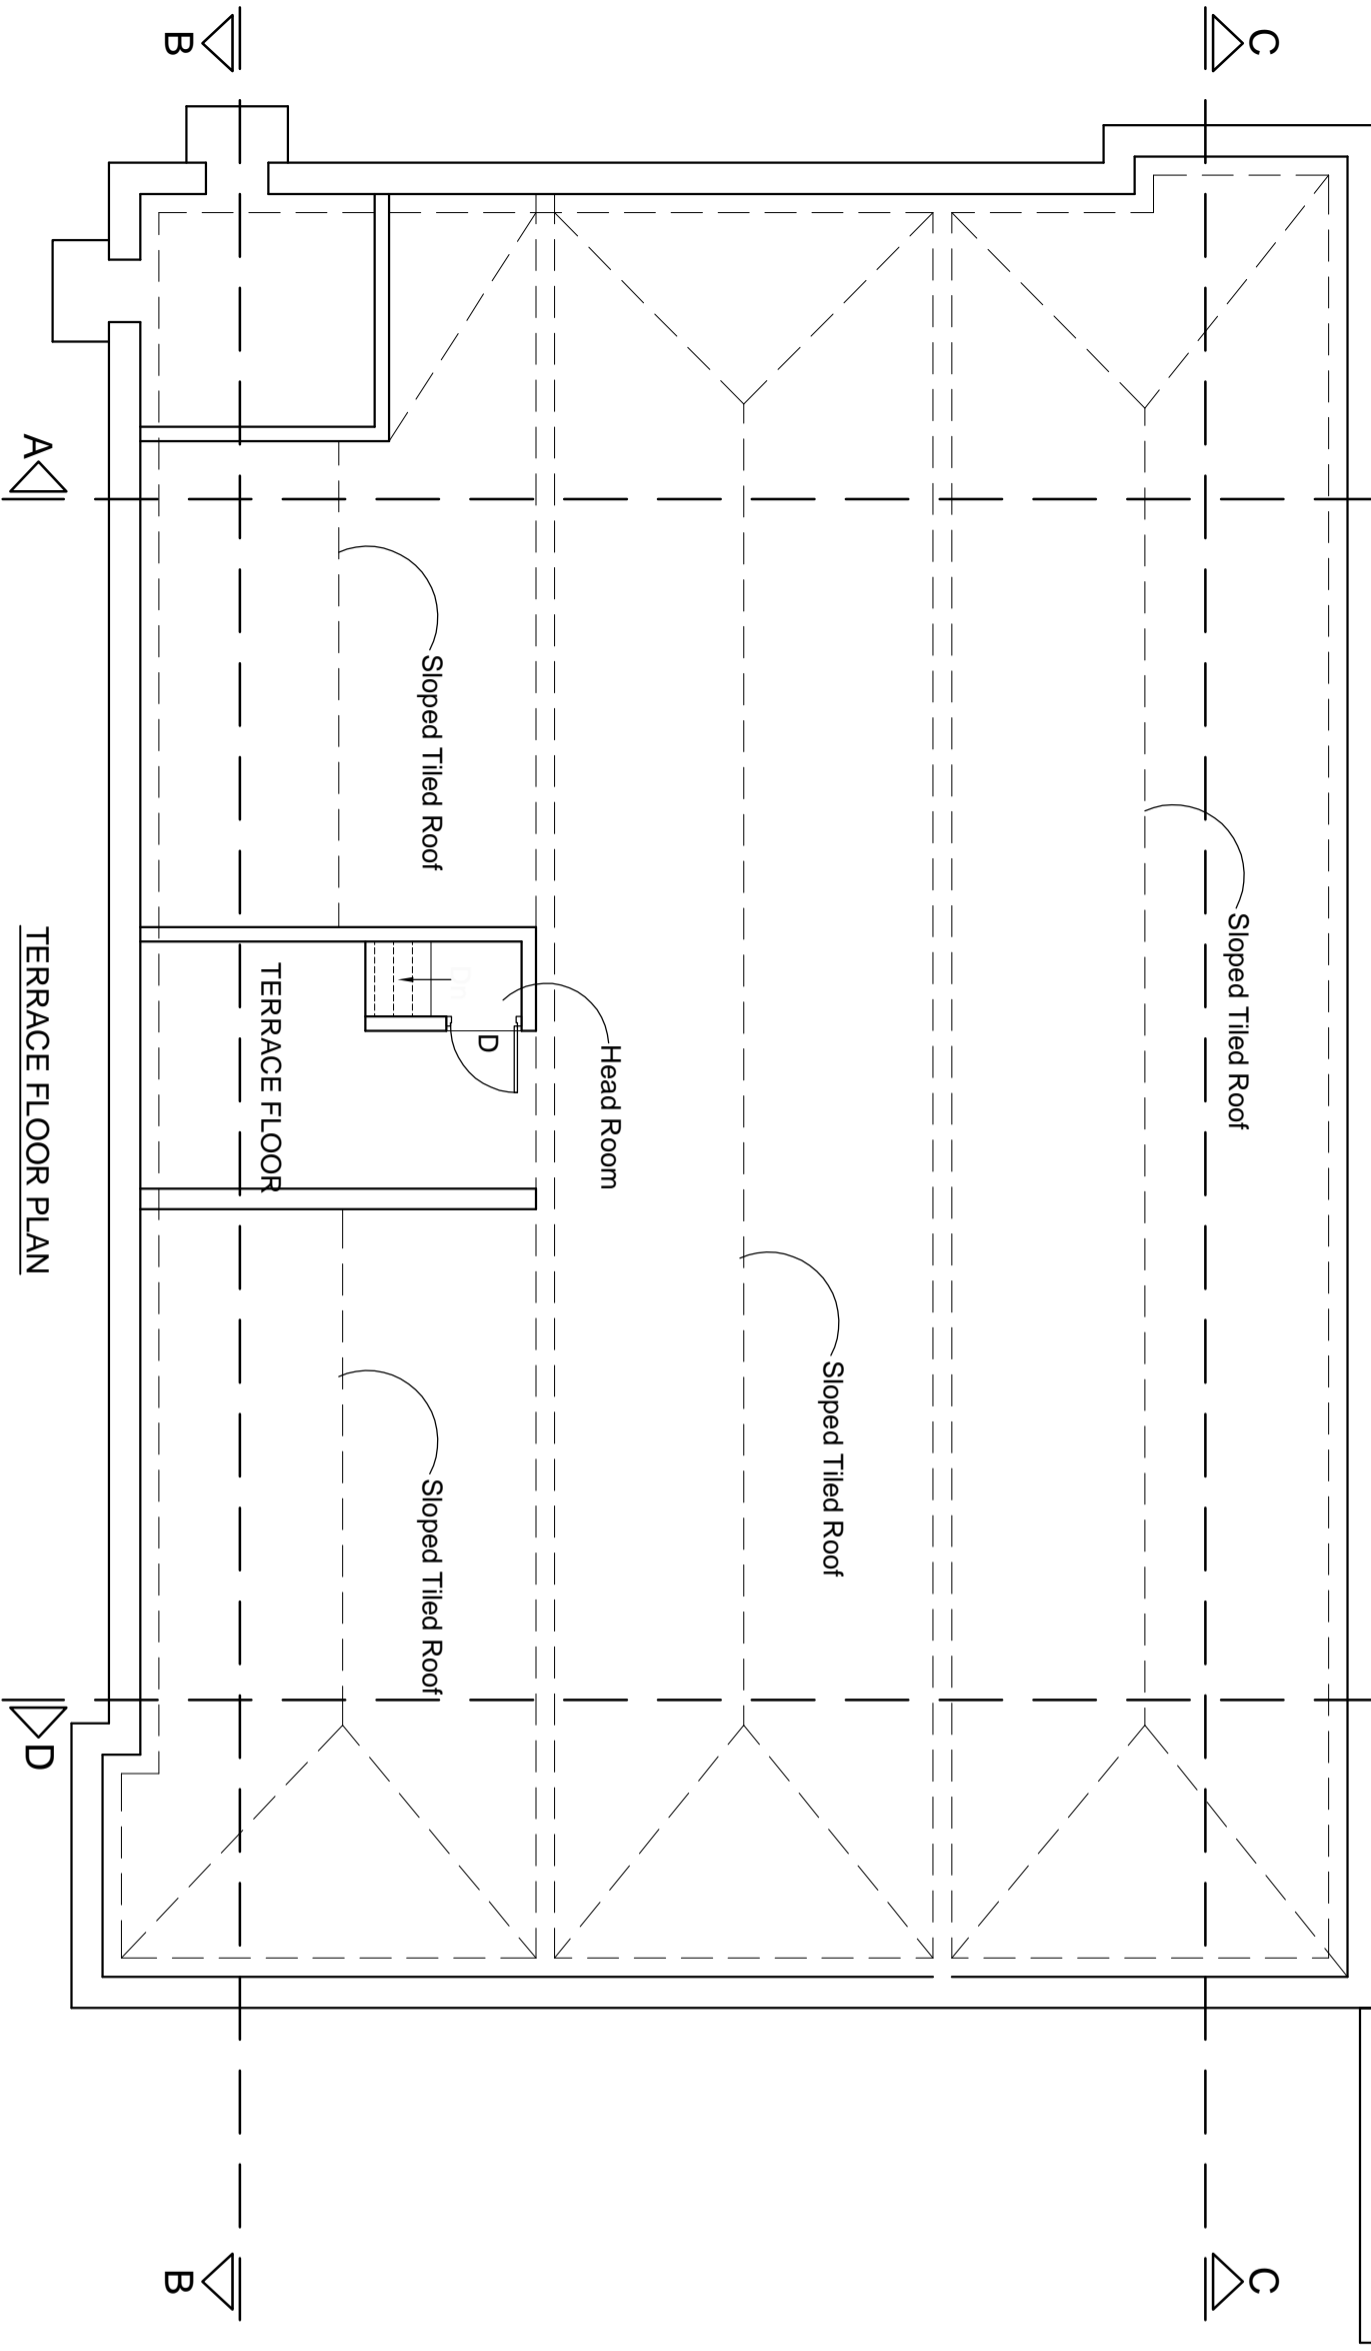 C
C
Sloped Tiled Roof
Sloped Tiled Roof
Head Room
D
Sloped Tiled Roof
Sloped Tiled Roof
TERRACE FLOOR
B
B
A
D
TERRACE FLOOR PLAN